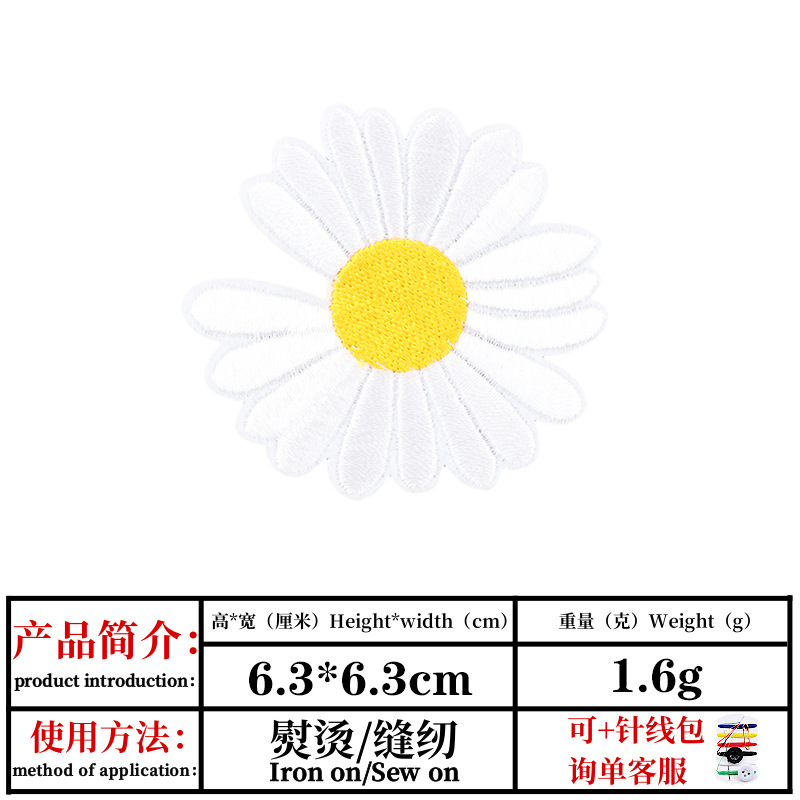 产品简介：
product introduction：
高*宽（厘米）Height*width（cm）
重量（克）Weight（g）
6.3*6.3cm
1.6g
使用方法：
method of application：
熨烫/缝纫
Iron on/Sew on
可+针线包
询单客服